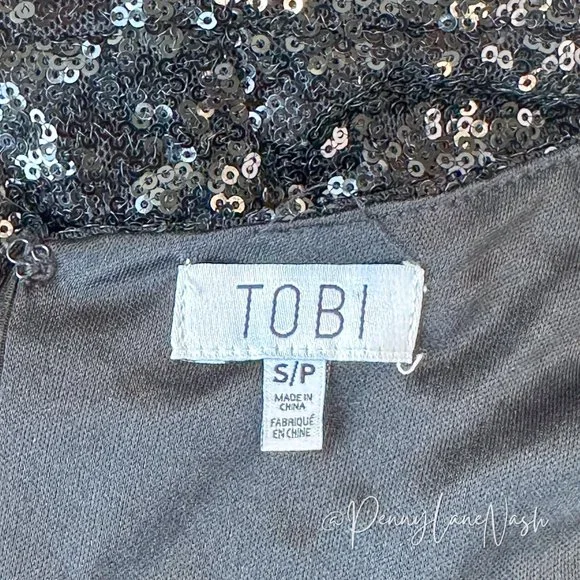 TOBI
S/P
MADE IN
CHINA
FABRIQUÉ
EN CHINE
@PennyLaneNash